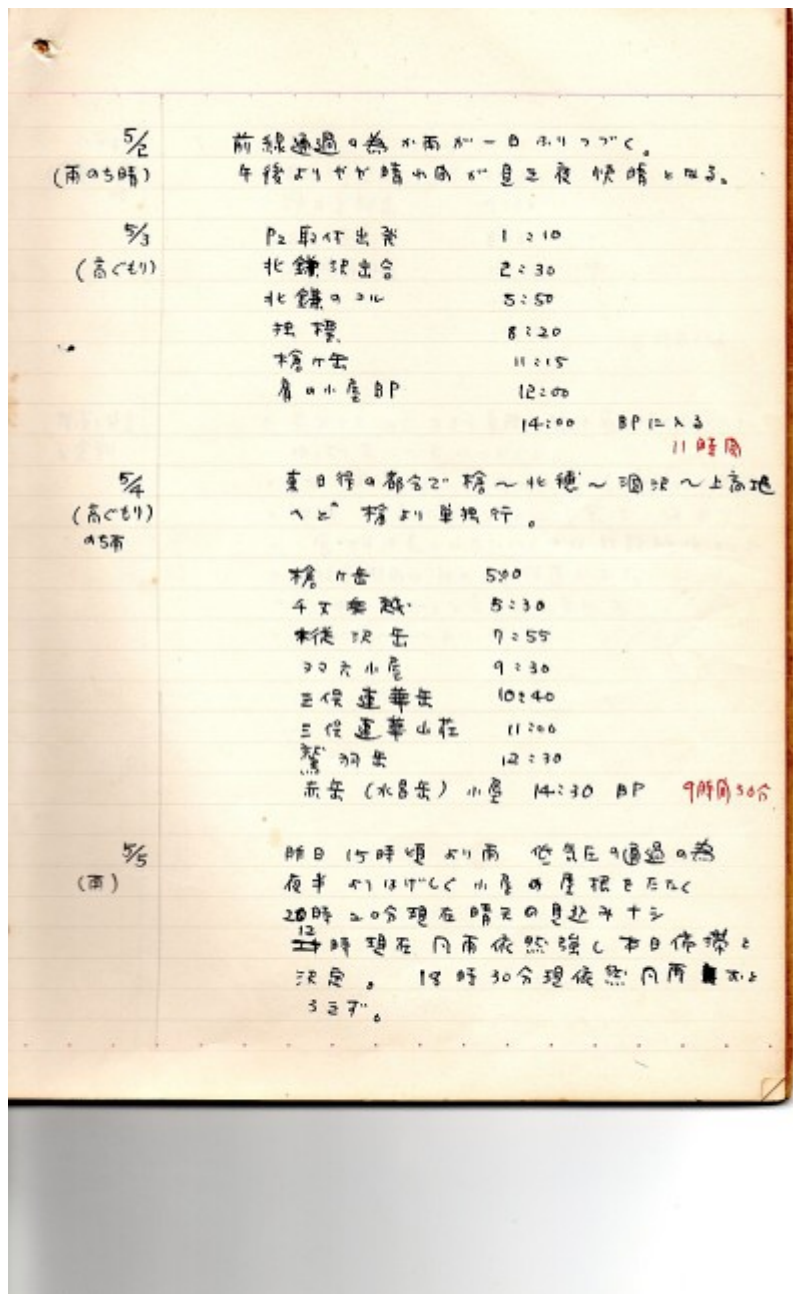 5/2 前線通過の為か雨が一日ふりつづく。
(雨のち晴) 午後よりやや晴れ間が見え夜快晴となる。
5/3 P2取付出発 1:10
(高ぐもり) 北鎌沢出合 2:30
北鎌のコル 5:50
独標 8:20
槍ヶ岳 11:15
肩の小屋BP 12:00
14:00 BPに入る
11時間
5/4 日程の都合で槍〜北穂〜涸沢〜上高地
(高ぐもり) へと 槍より単独行。
のち雨
槍ヶ岳 5:00
千丈乗越 5:30
樅沢岳 7:55
双六小屋 9:30
三俣蓮華岳 10:40
三俣蓮華山荘 11:00
鷲羽岳 12:30
赤岳(水晶岳)小屋 14:30 BP 9時間30分
5/5 昨日15時頃より雨 低気圧の通過の為
(雨) 夜半よりはげしく小屋の屋根をたたく
時20分現在晴天の見込みナシ
12時現在風雨依然強し本日停滞と
決定。 18時30分現依然風雨おと
ろえず。